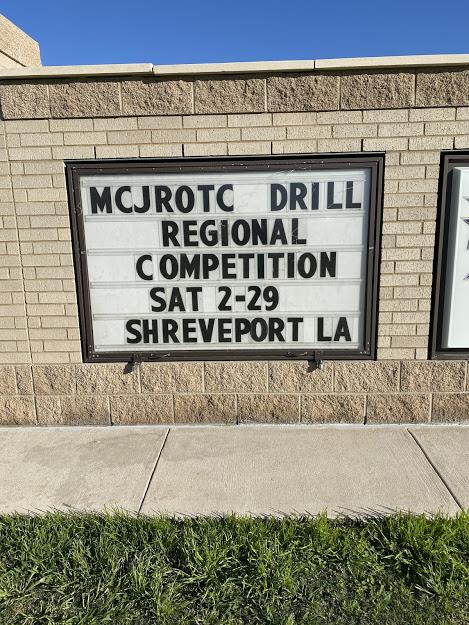 MCJROTC DRILL
REGIONAL
COMPETITION
SAT 2-29
SHREVEPORT LA